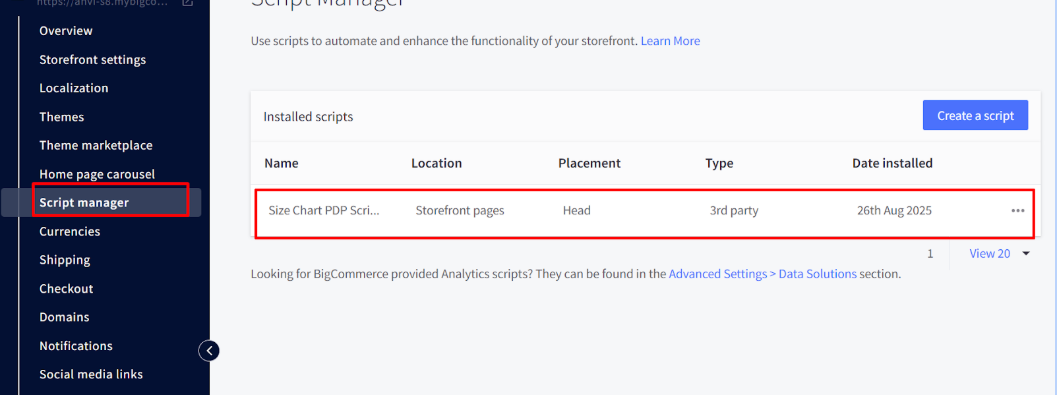 https://anvi-s8.mybigco...
Script Manager
Overview
Use scripts to automate and enhance the functionality of your storefront. Learn More
Storefront settings
Localization
Themes
Theme marketplace
Home page carousel
Script manager
Currencies
Shipping
Checkout
Domains
Notifications
Social media links
Installed scripts
Create a script
Name Location Placement Type Date installed
Size Chart PDP Scri... Storefront pages Head 3rd party 26th Aug 2025
1 View 20
Looking for BigCommerce provided Analytics scripts? They can be found in the Advanced Settings > Data Solutions section.